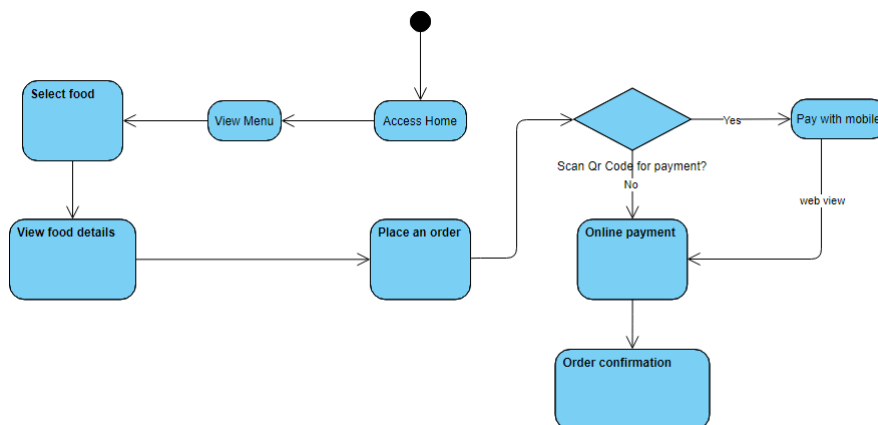 Select food
View Menu
Access Home
Yes
Pay with mobile
Scan Qr Code for payment?
No
web view
View food details
Place an order
Online payment
Order confirmation